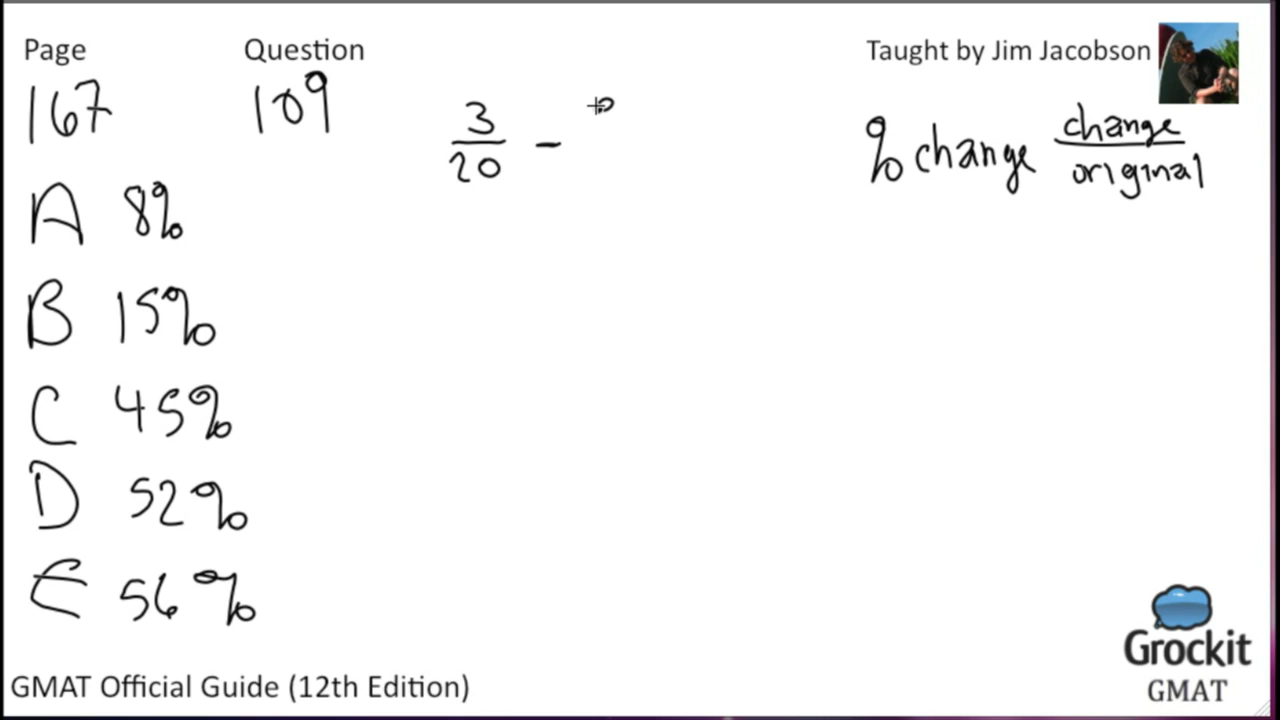 Page Question Taught by Jim Jacobson
167 109 3/20 - % change change/original
A 8%
B 15%
C 45%
D 52%
E 56%
Grockit
GMAT
GMAT Official Guide (12th Edition)